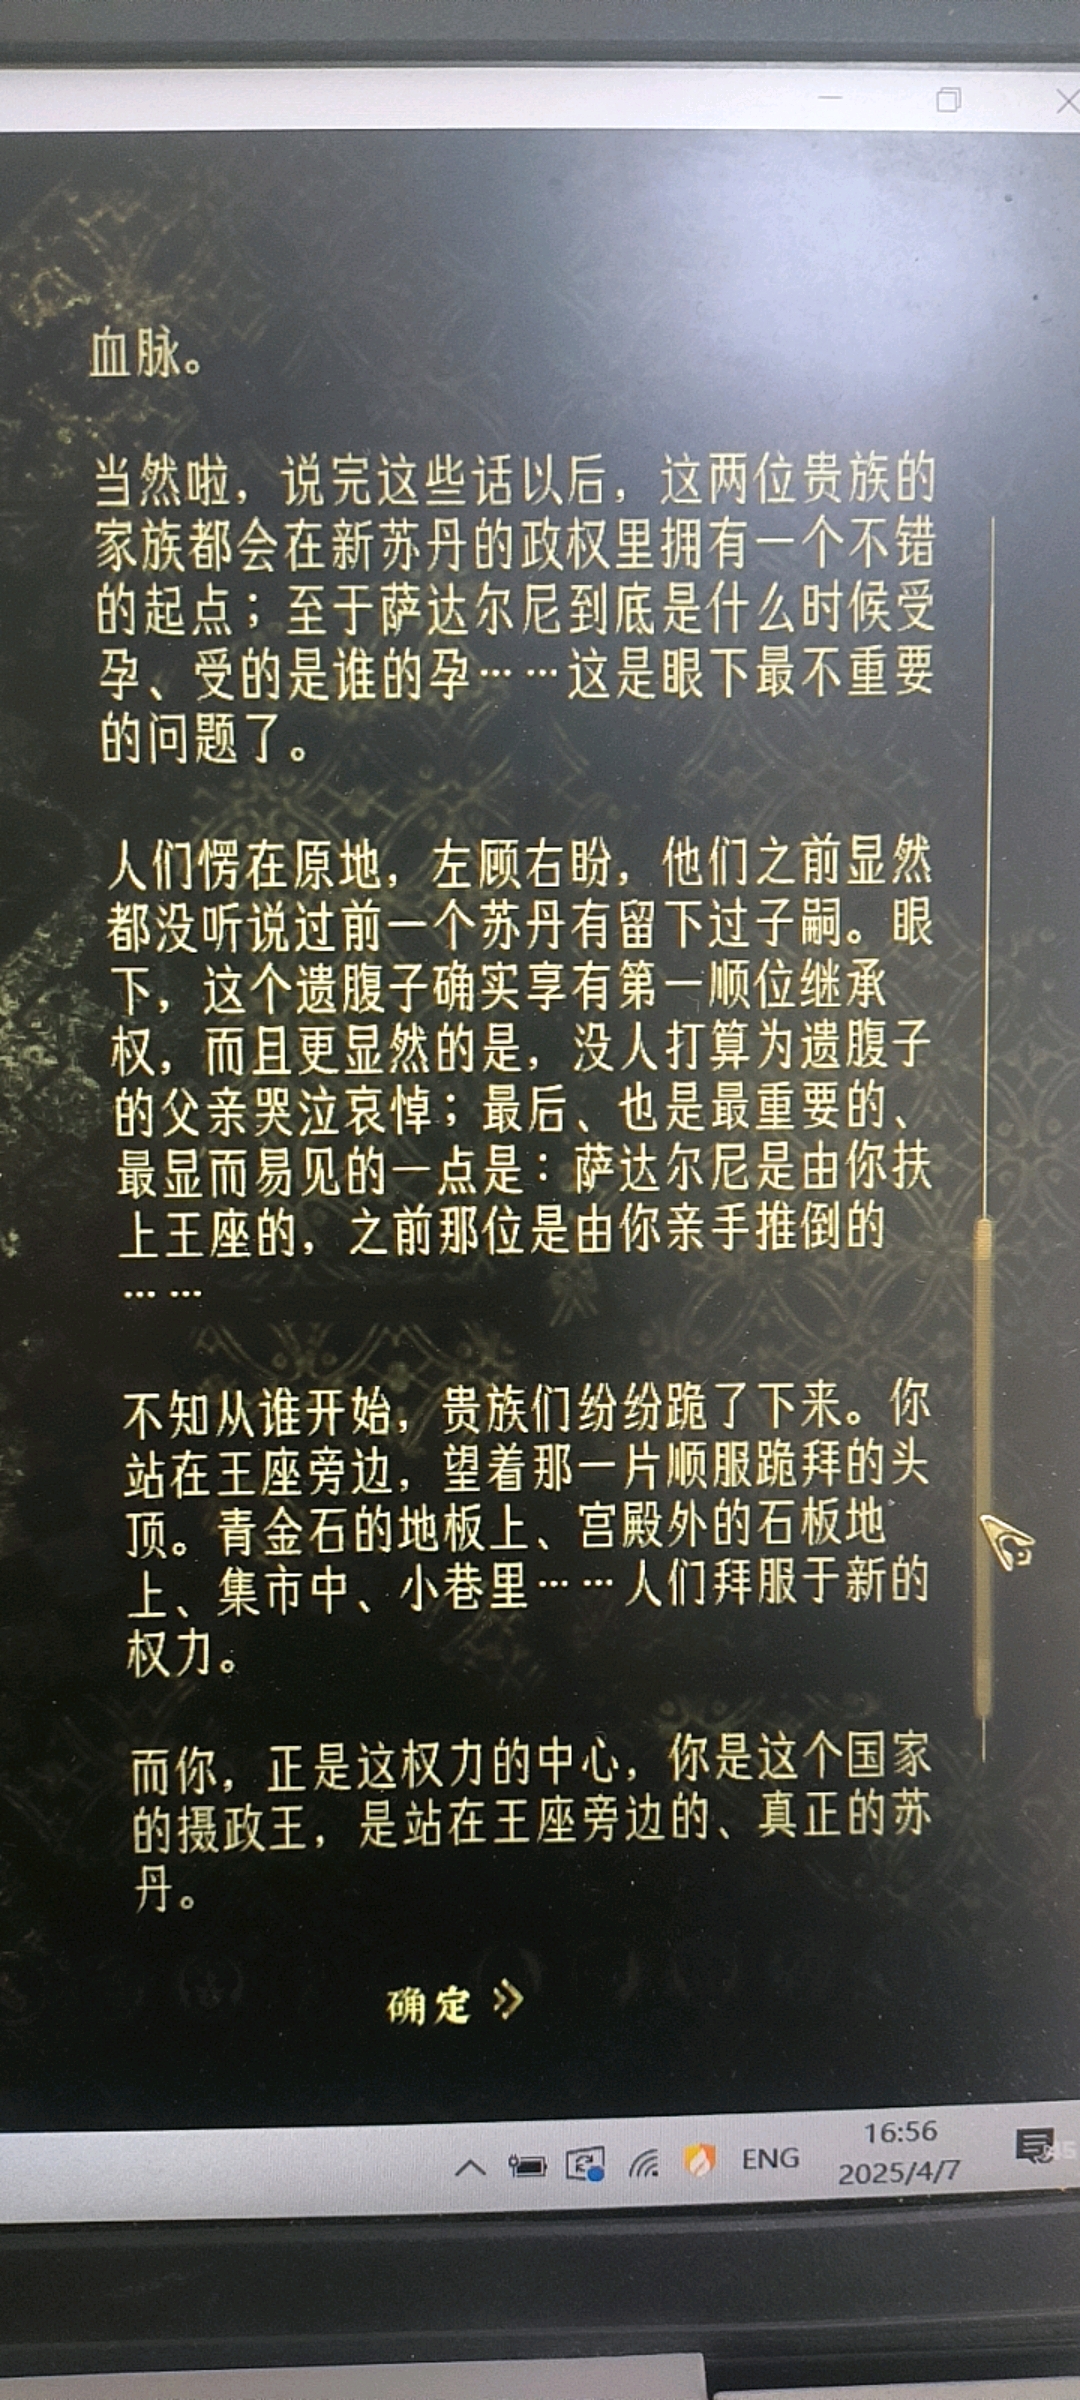 血脉。
当然啦，说完这些话以后，这两位贵族的
家族都会在新苏丹的政权里拥有一个不错
的起点；至于萨达尔尼到底是什么时候受
孕、受的是谁的孕……这是眼下最不重要
的问题了。
人们愣在原地，左顾右盼，他们之前显然
都没听说过前一个苏丹有留下过子嗣。眼
下，这个遗腹子确实享有第一顺位继承
权，而且更显然的是，没人打算为遗腹子
的父亲哭泣哀悼；最后、也是最重要的、
最显而易见的一点是：萨达尔尼是由你扶
上王座的，之前那位是由你亲手推倒的
……
不知从谁开始，贵族们纷纷跪了下来。你
站在王座旁边，望着那一片顺服跪拜的头
顶。青金石的地板上、宫殿外的石板地
上、集市中、小巷里……人们拜服于新的
权力。
而你，正是这权力的中心，你是这个国家
的摄政王，是站在王座旁边的、真正的苏
丹。
确定
ENG
16:56
2025/4/7